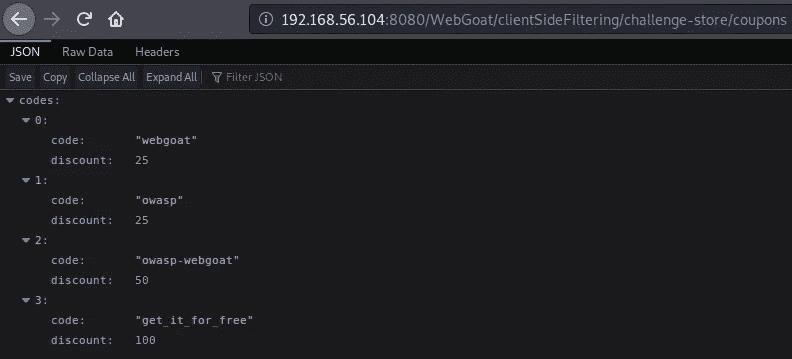 192.168.56.104:8080/WebGoat/clientSideFiltering/challenge-store/coupons
JSON Raw Data Headers
Save Copy Collapse All Expand All Filter JSON
codes:
0:
code: "webgoat"
discount: 25
1:
code: "owasp"
discount: 25
2:
code: "owasp-webgoat"
discount: 50
3:
code: "get_it_for_free"
discount: 100